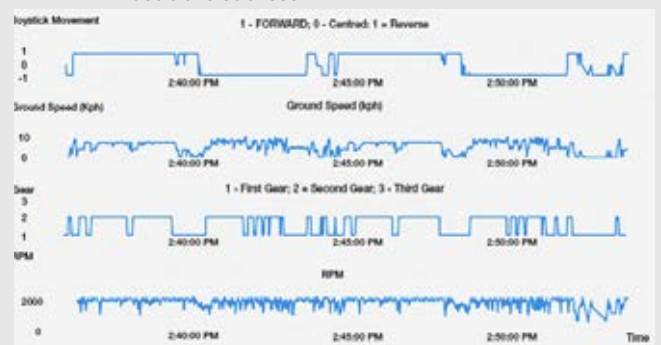 Joystick Movement
1 - FORWARD; 0 - Centred: 1 = Reverse
1
0
-1
2:40:00 PM 2:45:00 PM 2:50:00 PM
Ground Speed (Kph)
Ground Speed (kph)
10
0
2:40:00 PM 2:45:00 PM 2:50:00 PM
Gear
1 - First Gear; 2 = Second Gear; 3 - Third Gear
3
2
1
2:40:00 PM 2:45:00 PM 2:50:00 PM
RPM
RPM
2000
0
2:40:00 PM 2:45:00 PM 2:50:00 PM Time